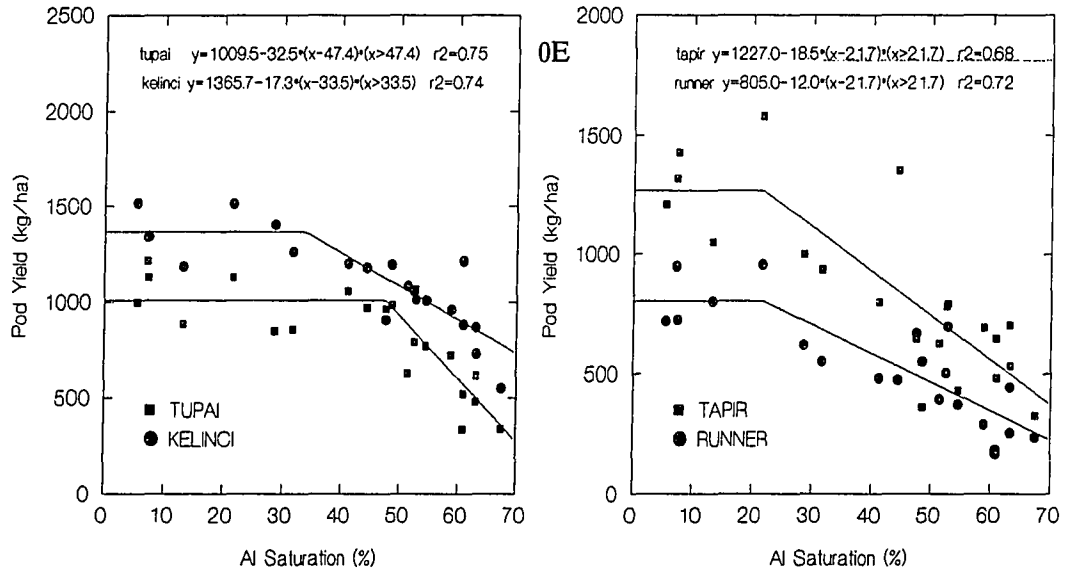 2500
2000
1500
1000
500
0
0 10 20 30 40 50 60 70
Pod Yield (kg/ha)
Al Saturation (%)
tupai y=1009.5-32.5*(x-47.4)*(x>47.4) r2=0.75
kelinci y=1365.7-17.3*(x-33.5)*(x>33.5) r2=0.74
TUPAI
KELINCI
0E
2000
1500
1000
500
0
0 10 20 30 40 50 60 70
Pod Yield (kg/ha)
Al Saturation (%)
tapir y=1227.0-18.5*(x-21.7)*(x>21.7) r2=0.68
runner y=805.0-12.0*(x-21.7)*(x>21.7) r2=0.72
TAPIR
RUNNER